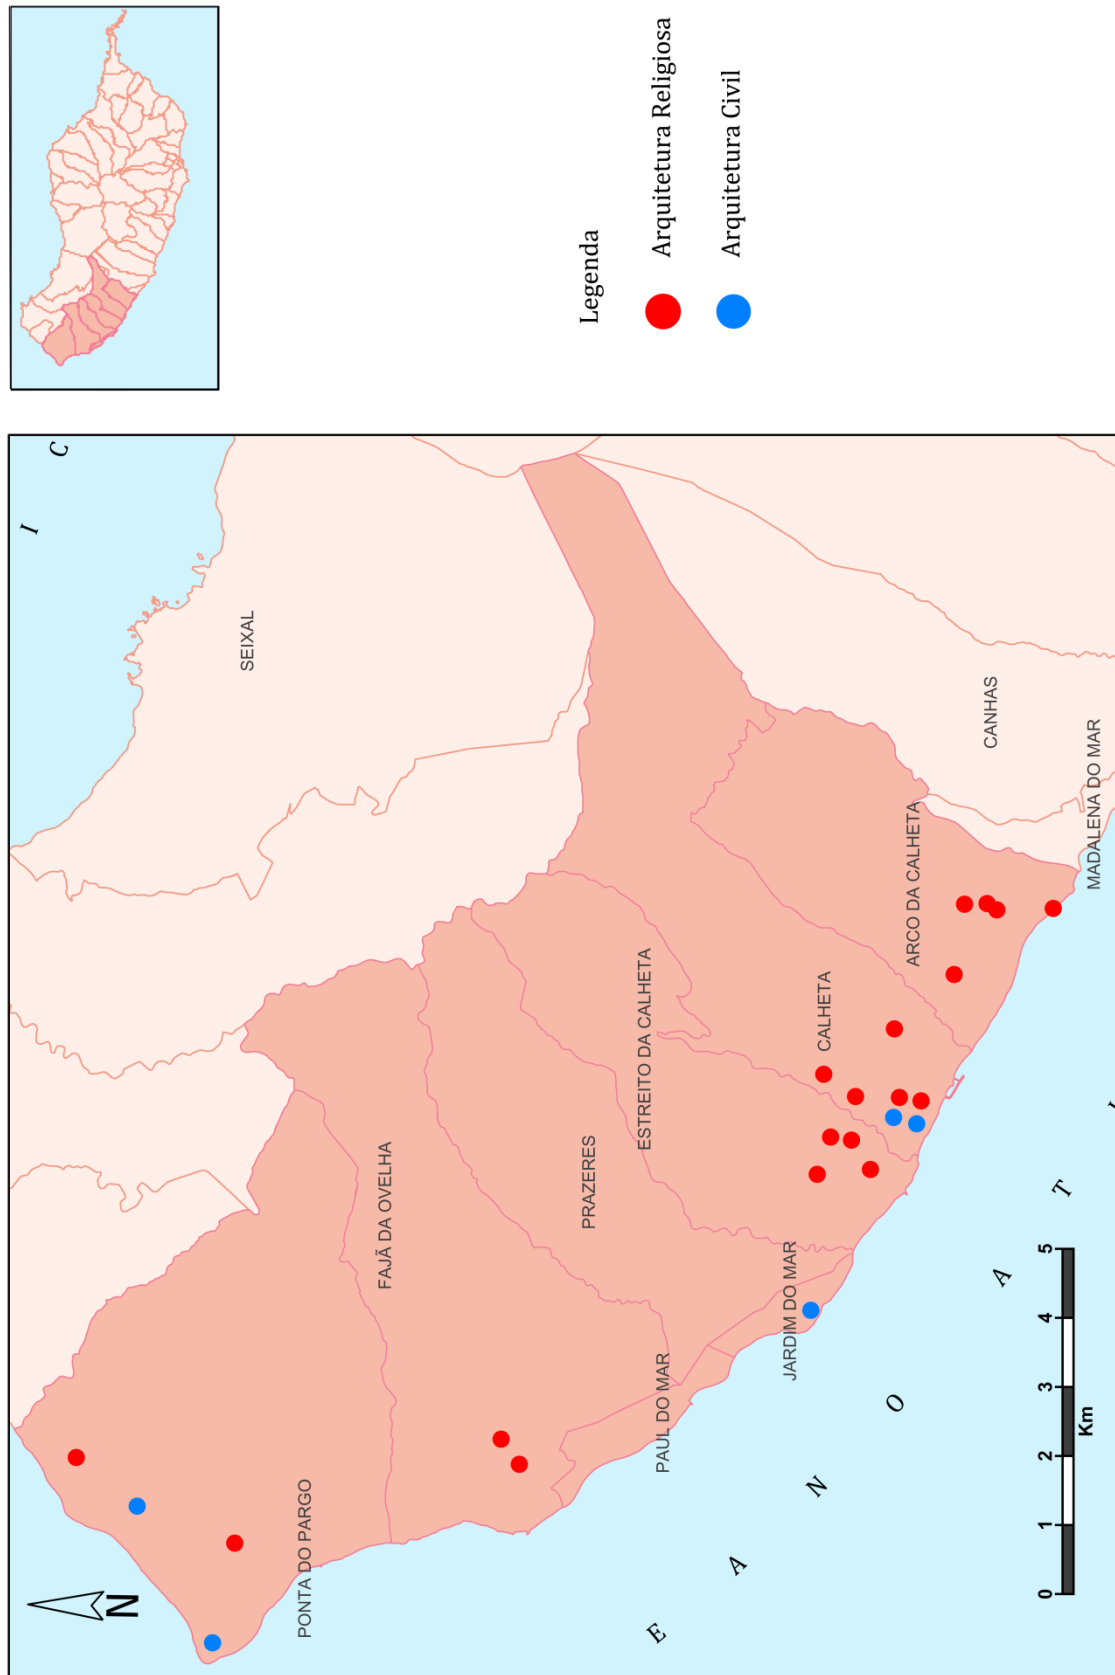 Legenda
Arquitetura Religiosa
Arquitetura Civil
I
C
SEIXAL
CANHAS
MADALENA DO MAR
ARCO DA CALHETA
CALHETA
ESTREITO DA CALHETA
PRAZERES
FAJÃ DA OVELHA
JARDIM DO MAR
PAUL DO MAR
PONTA DO PARGO
N
E
A
N
O
A
T
0 1 2 3 4 5
Km